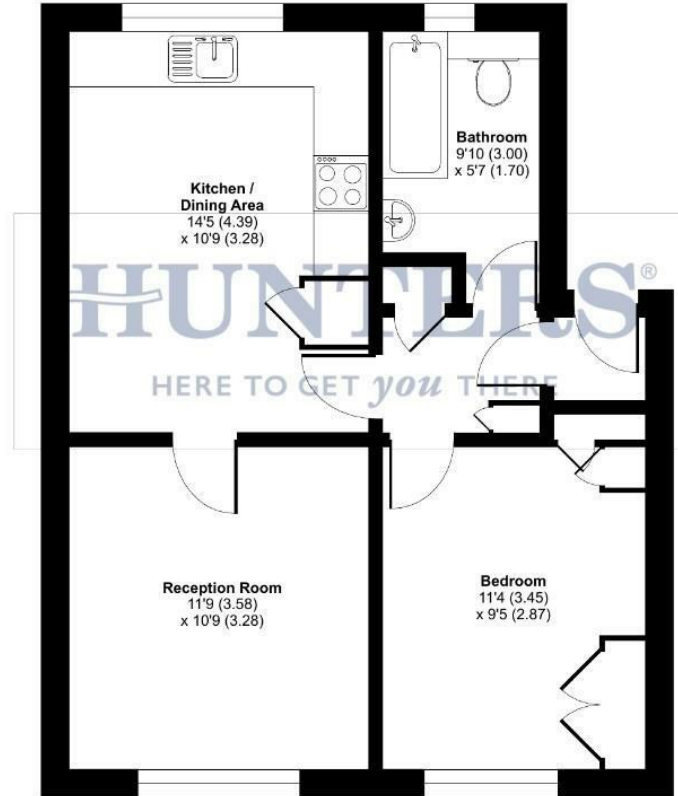 Kitchen /
Dining Area
14'5 (4.39)
x 10'9 (3.28)
Bathroom
9'10 (3.00)
x 5'7 (1.70)
HUNTERS®
HERE TO GET you THERE
Reception Room
11'9 (3.58)
x 10'9 (3.28)
Bedroom
11'4 (3.45)
x 9'5 (2.87)